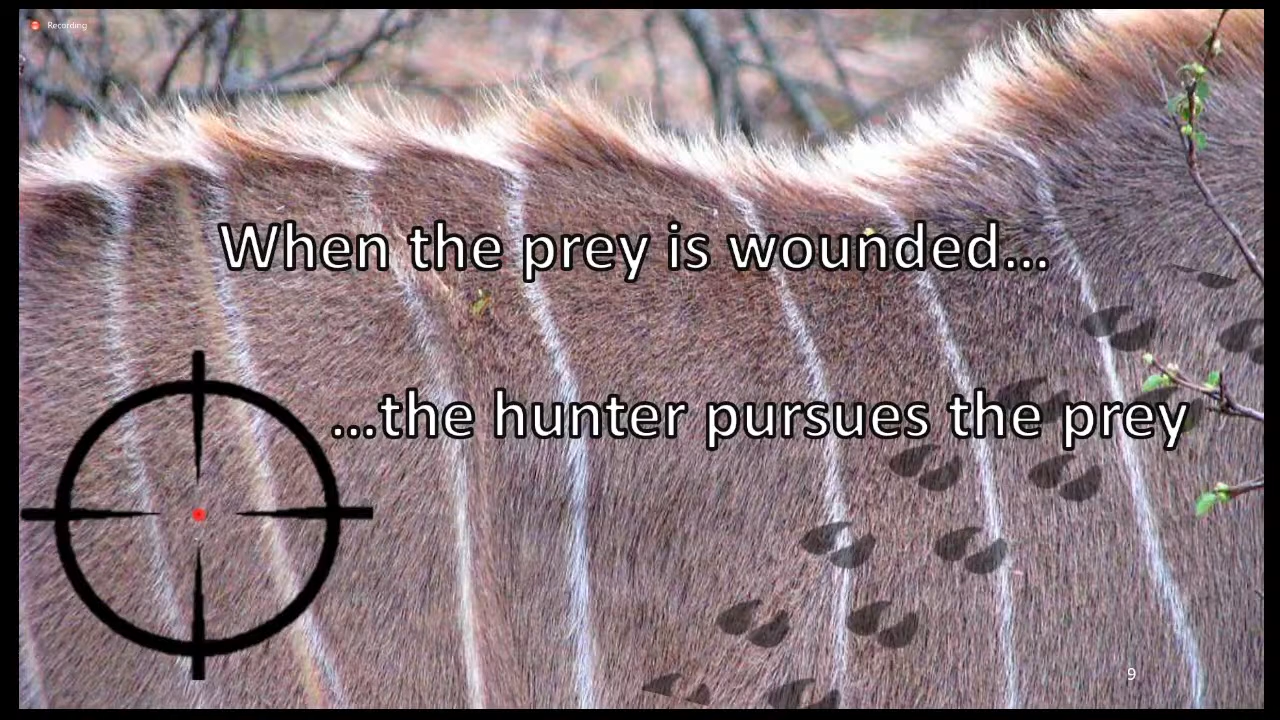 Recording
When the prey is wounded...
...the hunter pursues the prey
9